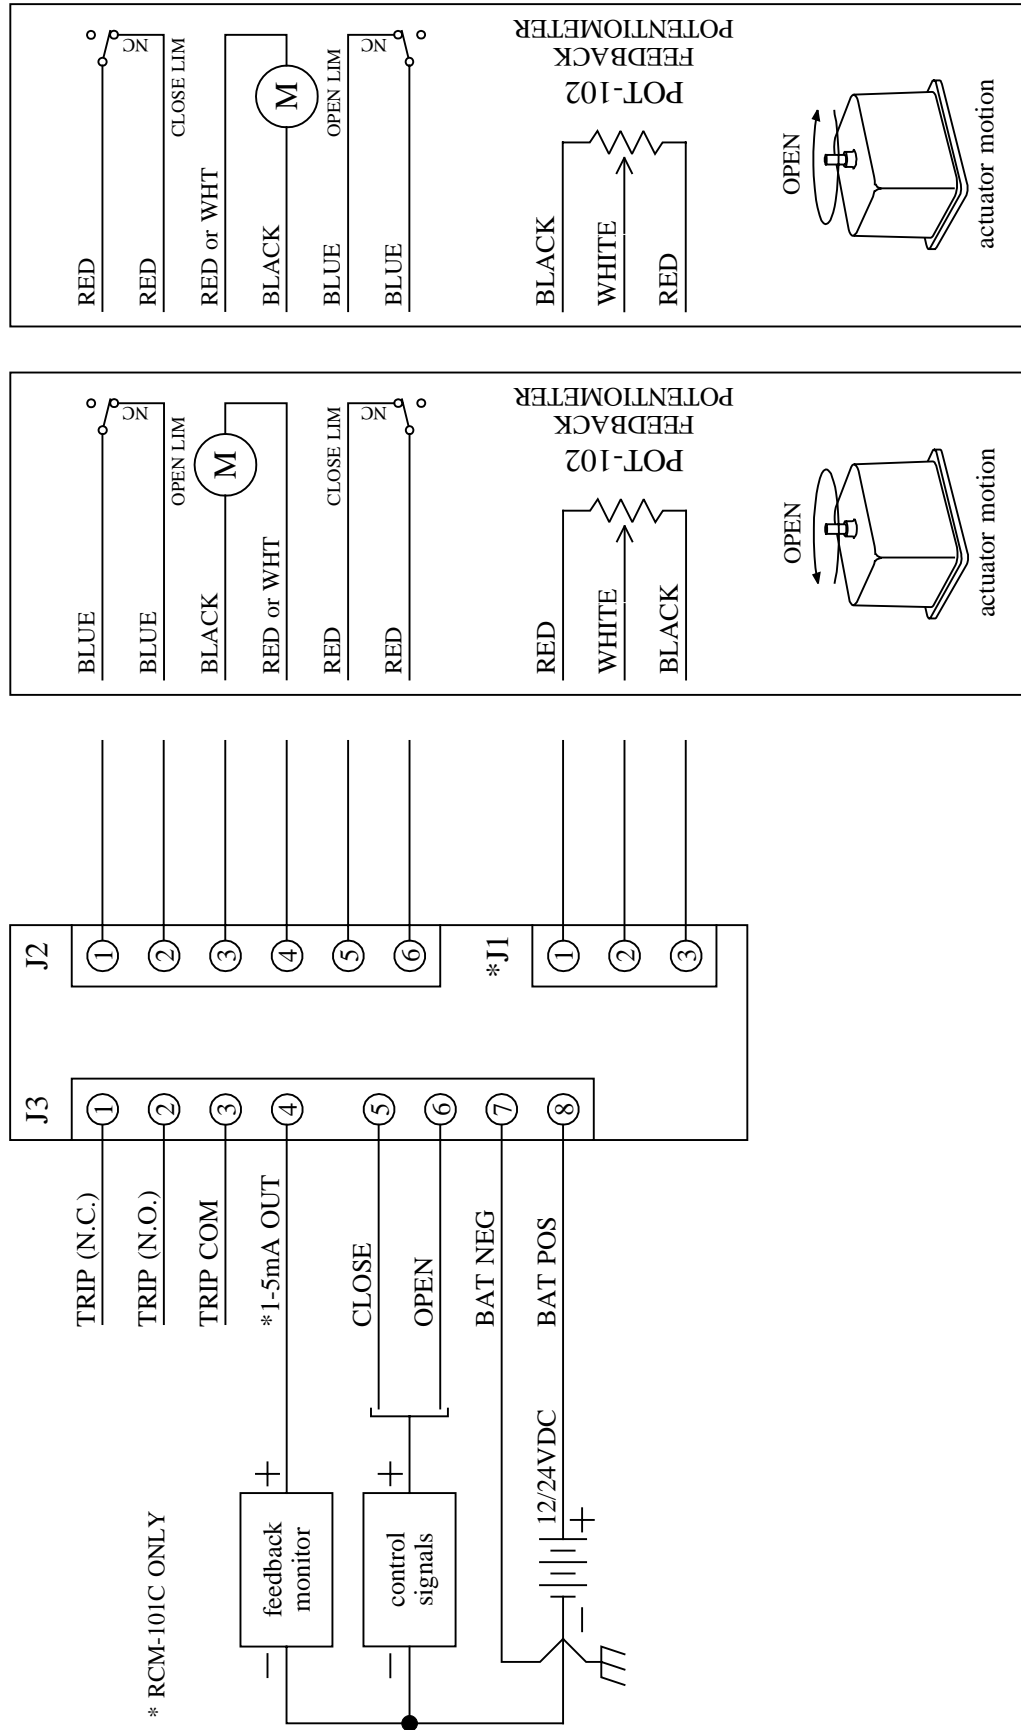 * RCM-101C ONLY
feedback
monitor
control
signals
12/24VDC
+
−
+
−
+
−
TRIP (N.C.)
TRIP (N.O.)
TRIP COM
*1-5mA OUT
CLOSE
OPEN
BAT NEG
BAT POS
J3
1
2
3
4
5
6
7
8
J2
1
2
3
4
5
6
*J1
1
2
3
BLUE
BLUE
BLACK
RED or WHT
RED
RED
NC
OPEN LIM
M
CLOSE LIM
NC
RED
WHITE
BLACK
POT-102
FEEDBACK
POTENTIOMETER
OPEN
actuator motion
RED
RED
RED or WHT
BLACK
BLUE
BLUE
NC
CLOSE LIM
M
OPEN LIM
NC
BLACK
WHITE
RED
POT-102
FEEDBACK
POTENTIOMETER
OPEN
actuator motion